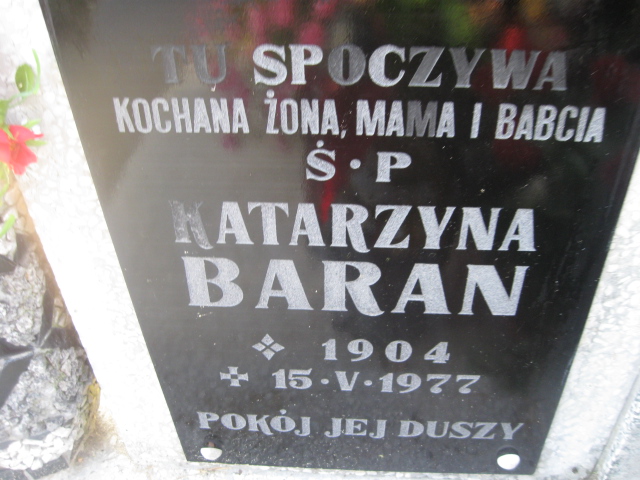 TU SPOCZYWA
KOCHANA ŻONA, MAMA I BABCIA
Ś·P
KATARZYNA
BARAN
1904
15·V·1977
POKÓJ JEJ DUSZY